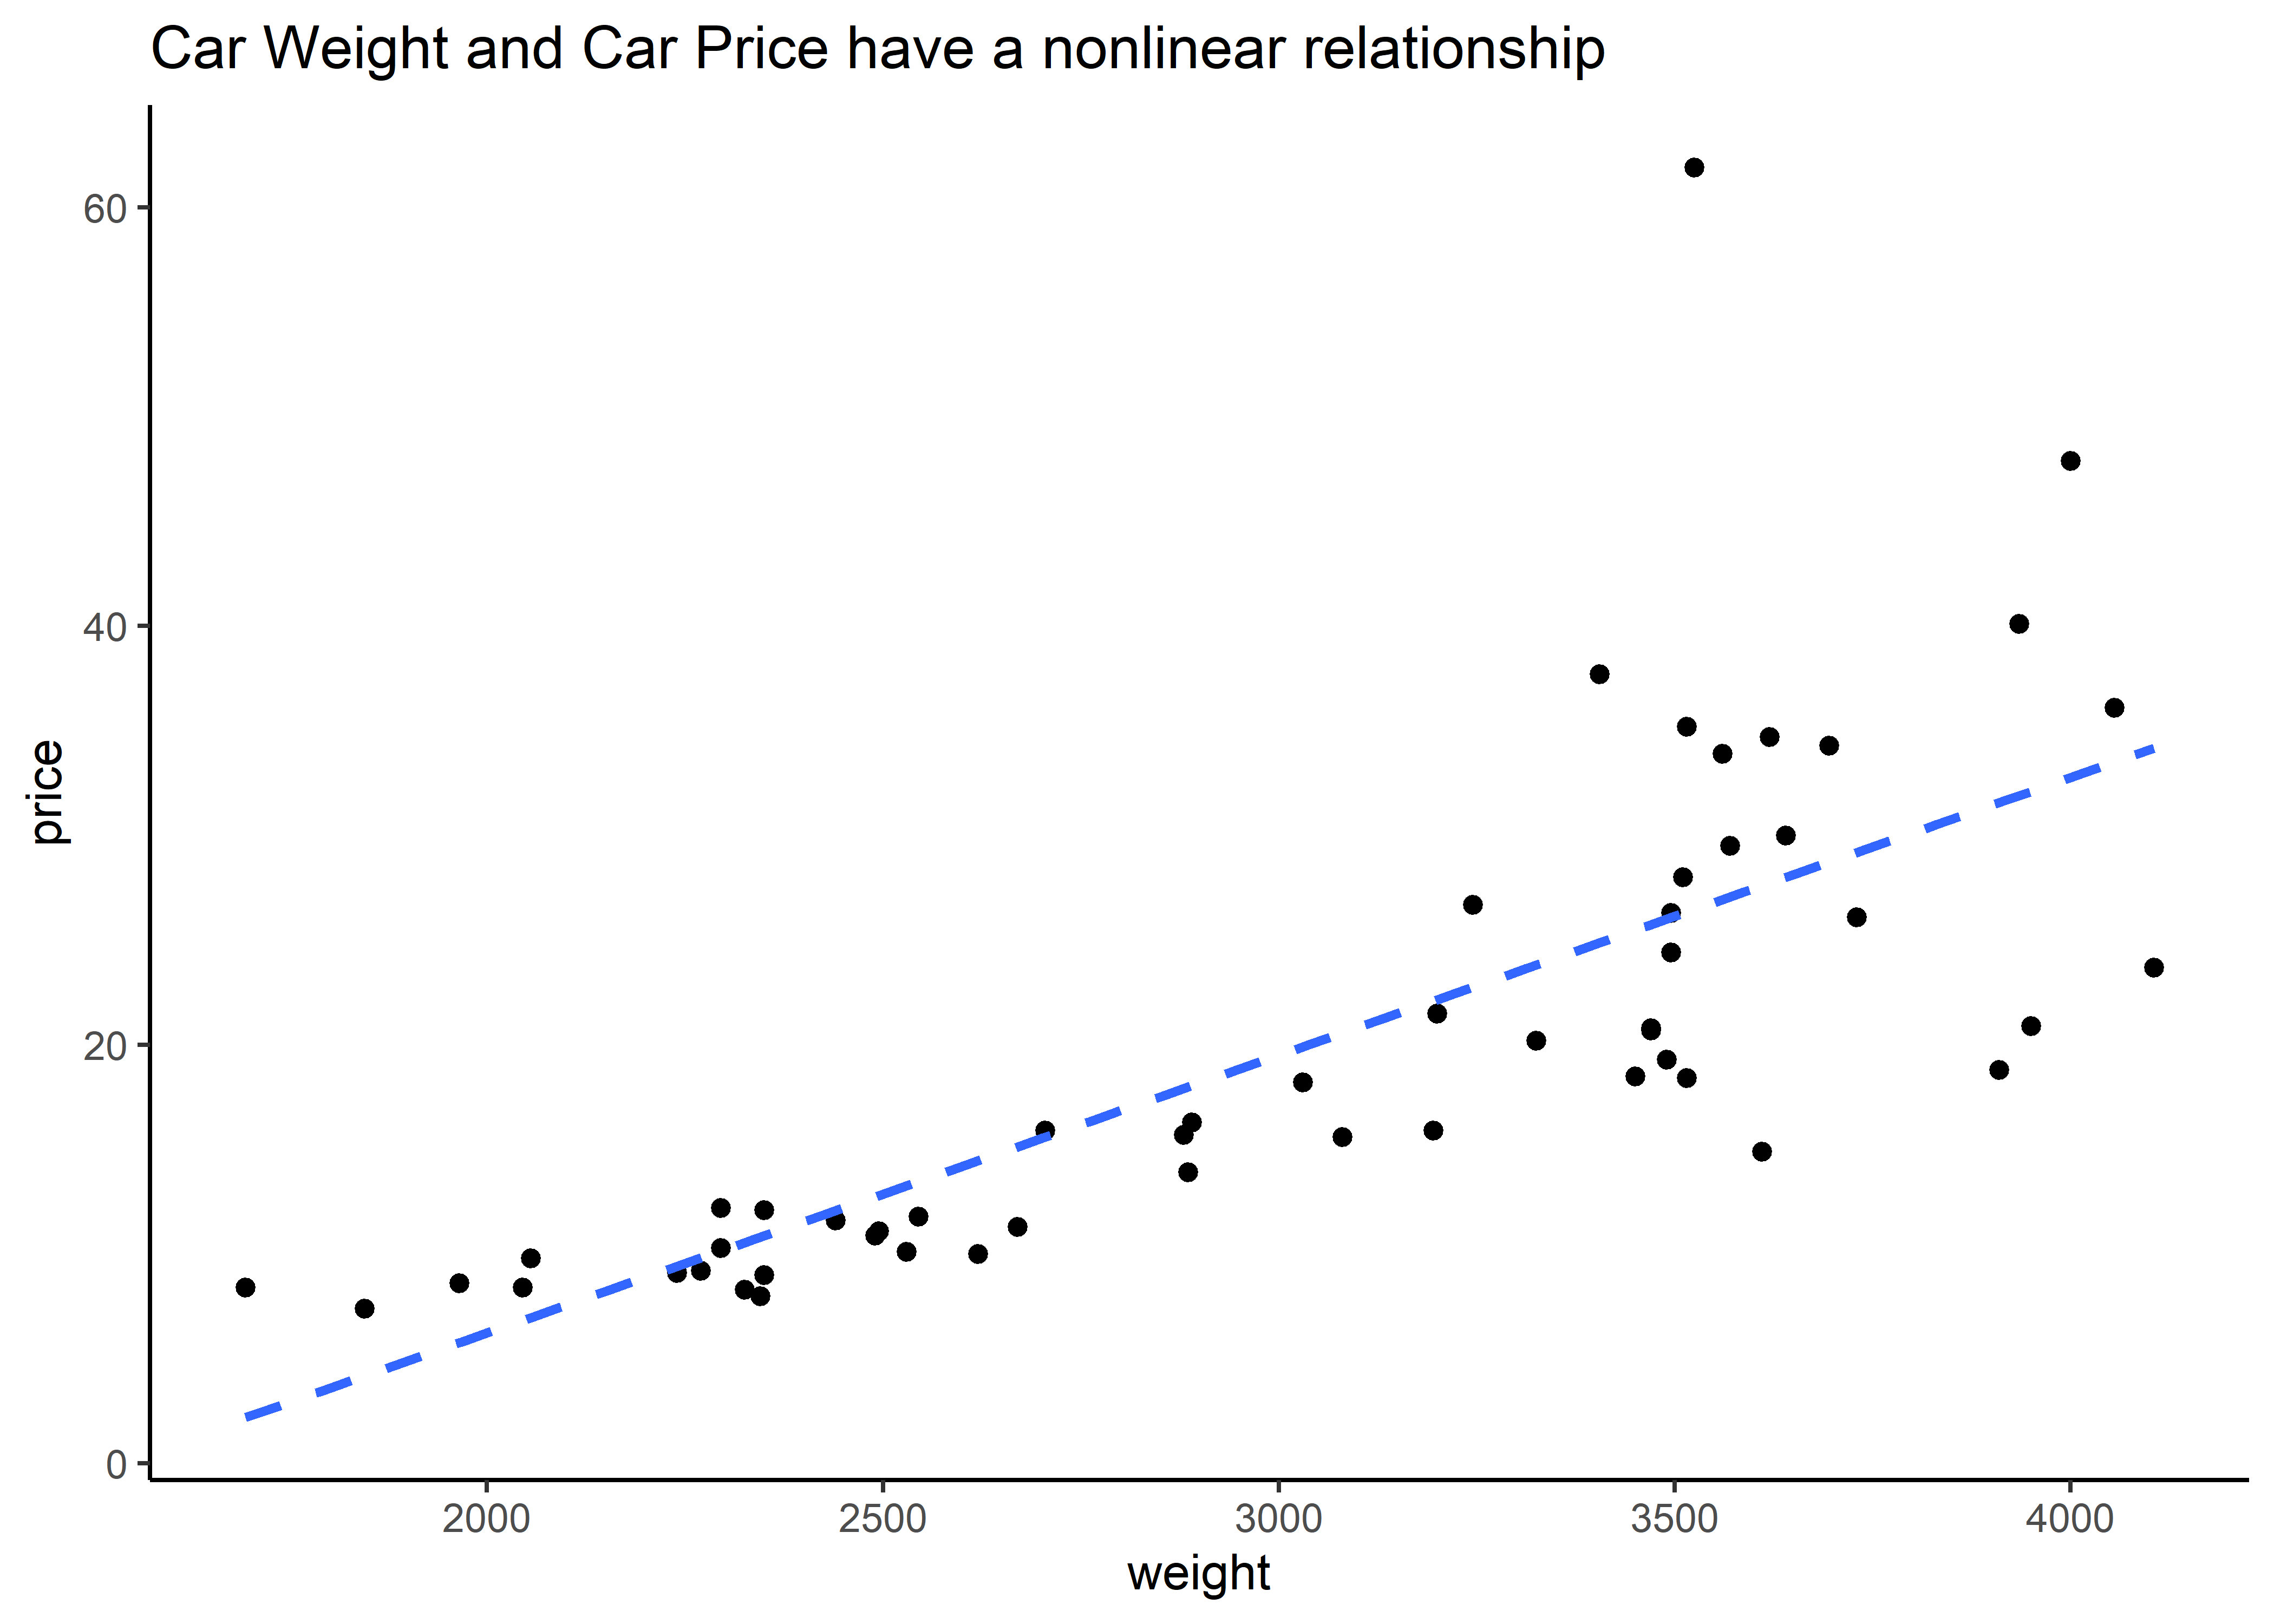 Car Weight and Car Price have a nonlinear relationship
60
40
20
0
price
2000 2500 3000 3500 4000
weight